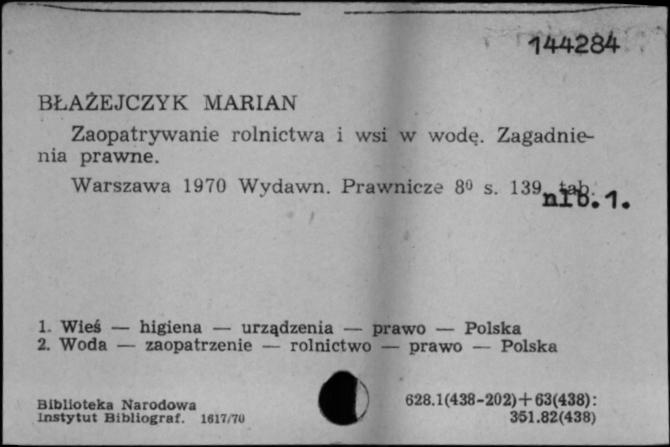 144284
BŁAŻEJCZYK MARIAN
Zaopatrywanie rolnictwa i wsi w wodę. Zagadnie-
nia prawne.
Warszawa 1970 Wydawn. Prawnicze 8⁰ s. 139, tab.
nlb.1.
1. Wieś — higiena — urządzenia — prawo — Polska
2. Woda — zaopatrzenie — rolnictwo — prawo — Polska
Biblioteka Narodowa
Instytut Bibliograf. 1617/70
628.1(438-202)+63(438):
351.82(438)